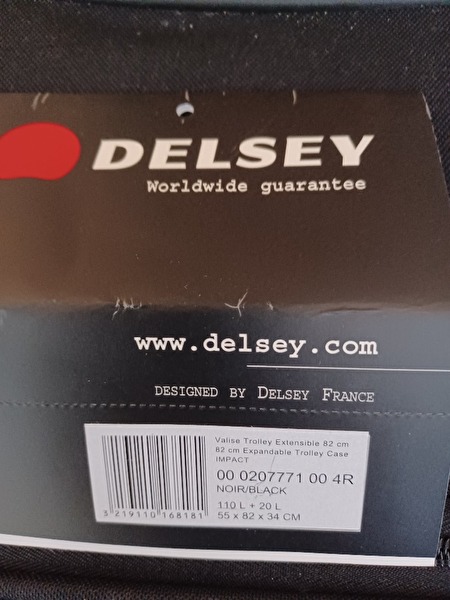 DELSEY
Worldwide guarantee
www.delsey.com
DESIGNED BY DELSEY FRANCE
Valise Trolley Extensible 82 cm
82 cm Expandable Trolley Case
IMPACT
00 0207771 00 4R
NOIR/BLACK
110 L + 20 L
55 x 82 x 34 CM
3 219110 168181